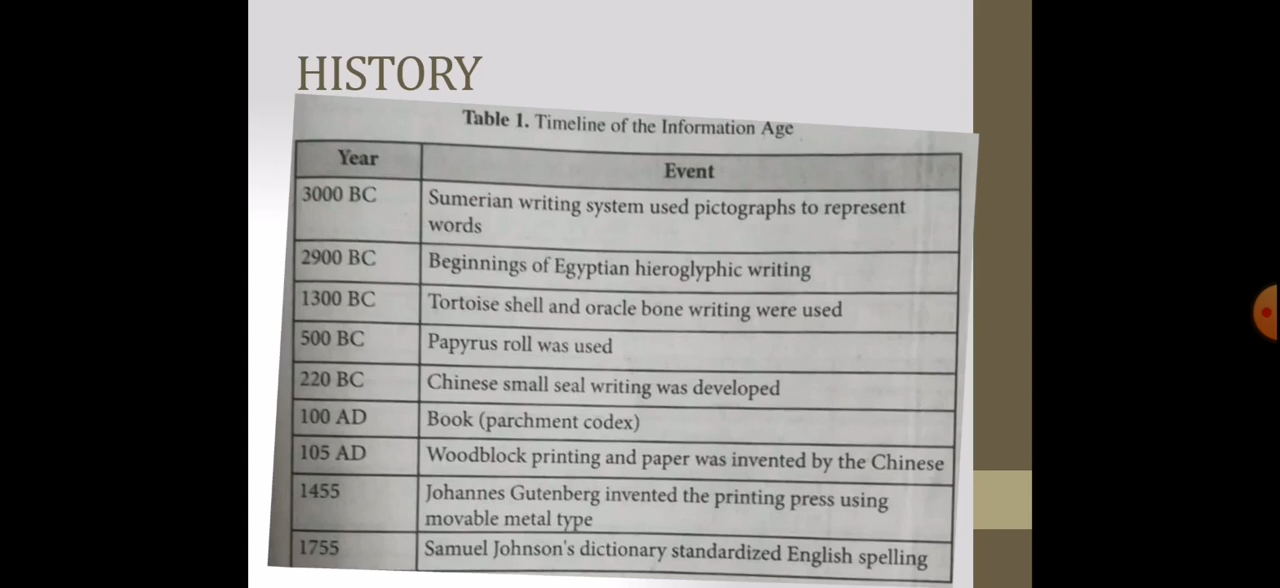 HISTORY
Table 1. Timeline of the Information Age
Year Event
3000 BC Sumerian writing system used pictographs to represent
words
2900 BC Beginnings of Egyptian hieroglyphic writing
1300 BC Tortoise shell and oracle bone writing were used
500 BC Papyrus roll was used
220 BC Chinese small seal writing was developed
100 AD Book (parchment codex)
105 AD Woodblock printing and paper was invented by the Chinese
1455 Johannes Gutenberg invented the printing press using
movable metal type
1755 Samuel Johnson's dictionary standardized English spelling